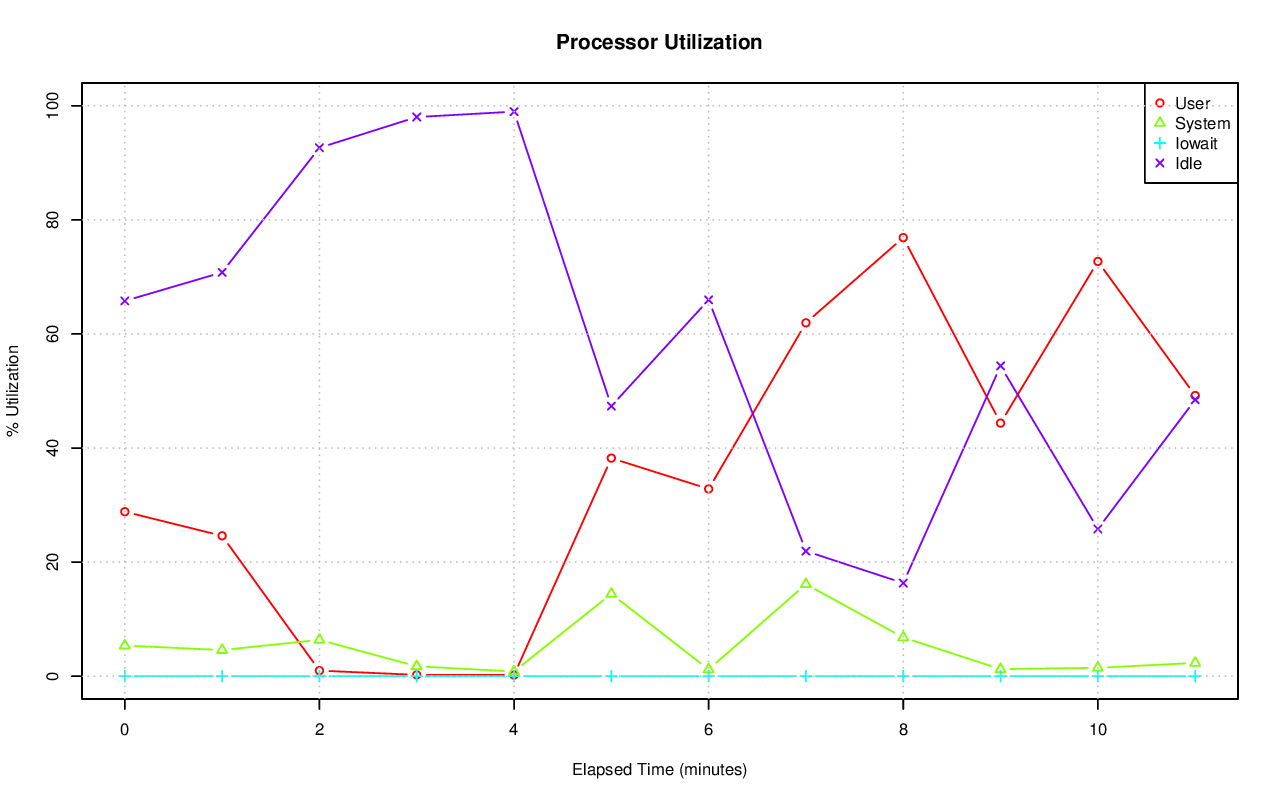 Processor Utilization
User
System
Iowait
Idle
100
80
60
40
20
0
% Utilization
0 2 4 6 8 10
Elapsed Time (minutes)